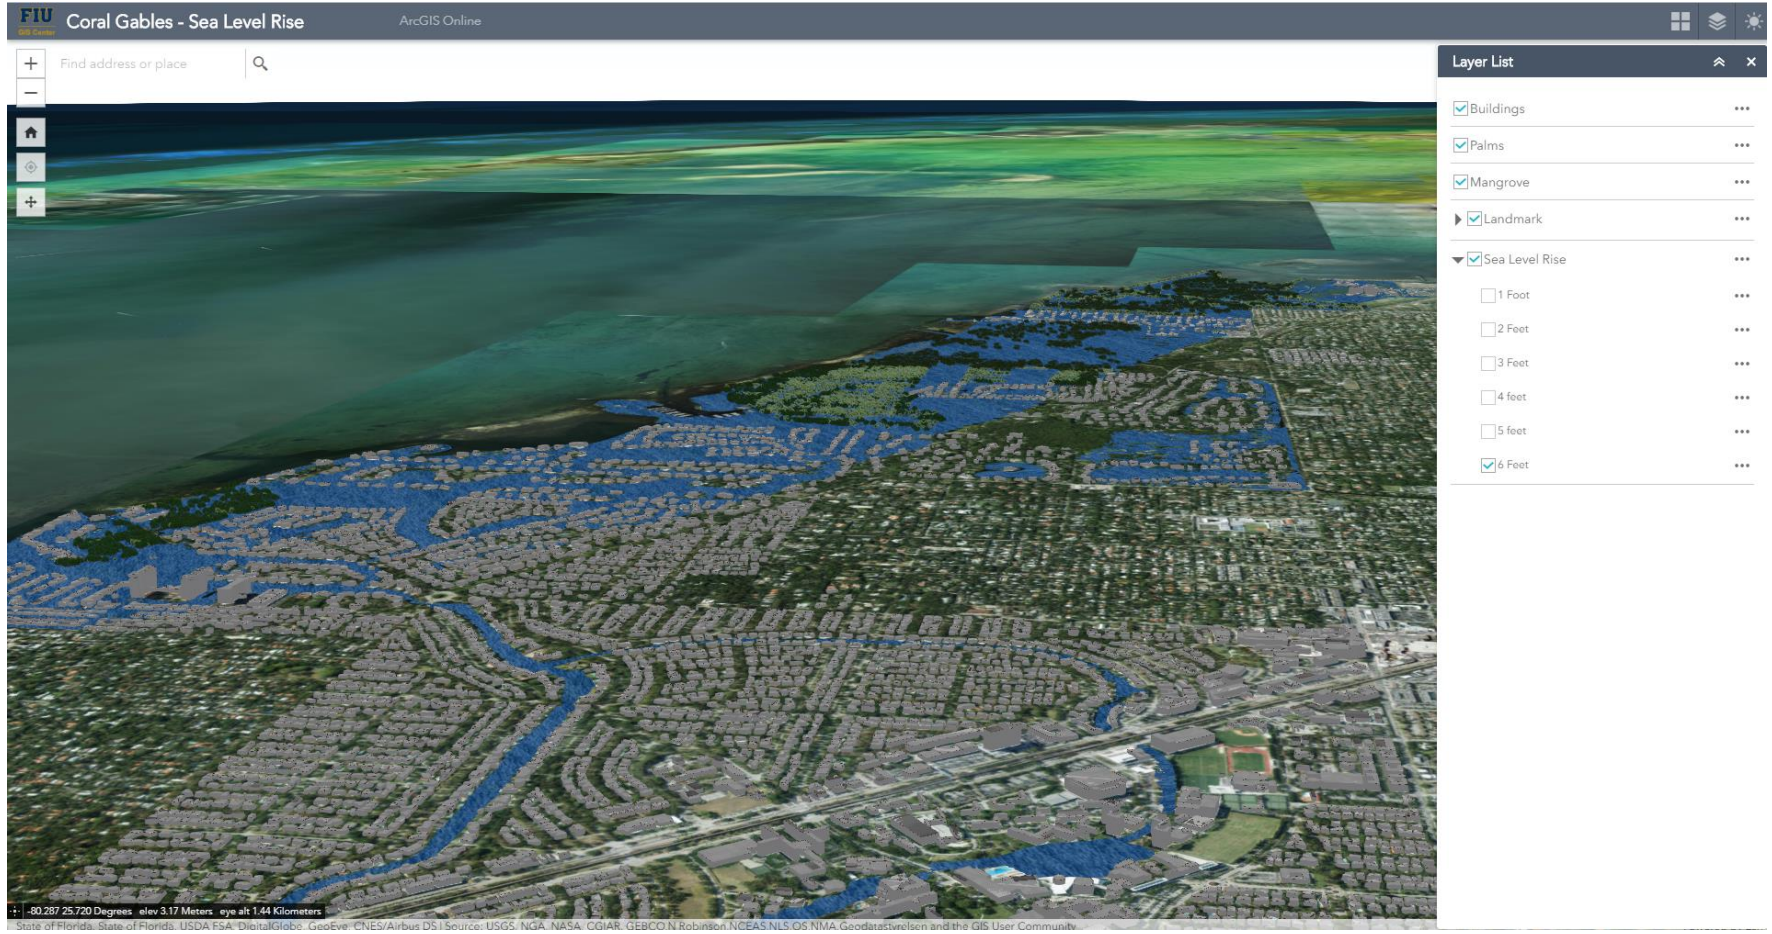 FIU
GIS Center
Coral Gables - Sea Level Rise
ArcGIS Online
Find address or place
Layer List
Buildings
Palms
Mangrove
Landmark
Sea Level Rise
1 Foot
2 Feet
3 Feet
4 feet
5 feet
6 Feet
-80.287 25.720 Degrees elev 3.17 Meters eye alt 1.44 Kilometers
State of Florida, State of Florida, USDA FSA, DigitalGlobe, GeoEye, CNES/Airbus DS | Source: USGS, NGA, NASA, CGIAR, GEBCO,N Robinson,NCEAS,NLS,OS,NMA,Geodatastyrelsen and the GIS User Community